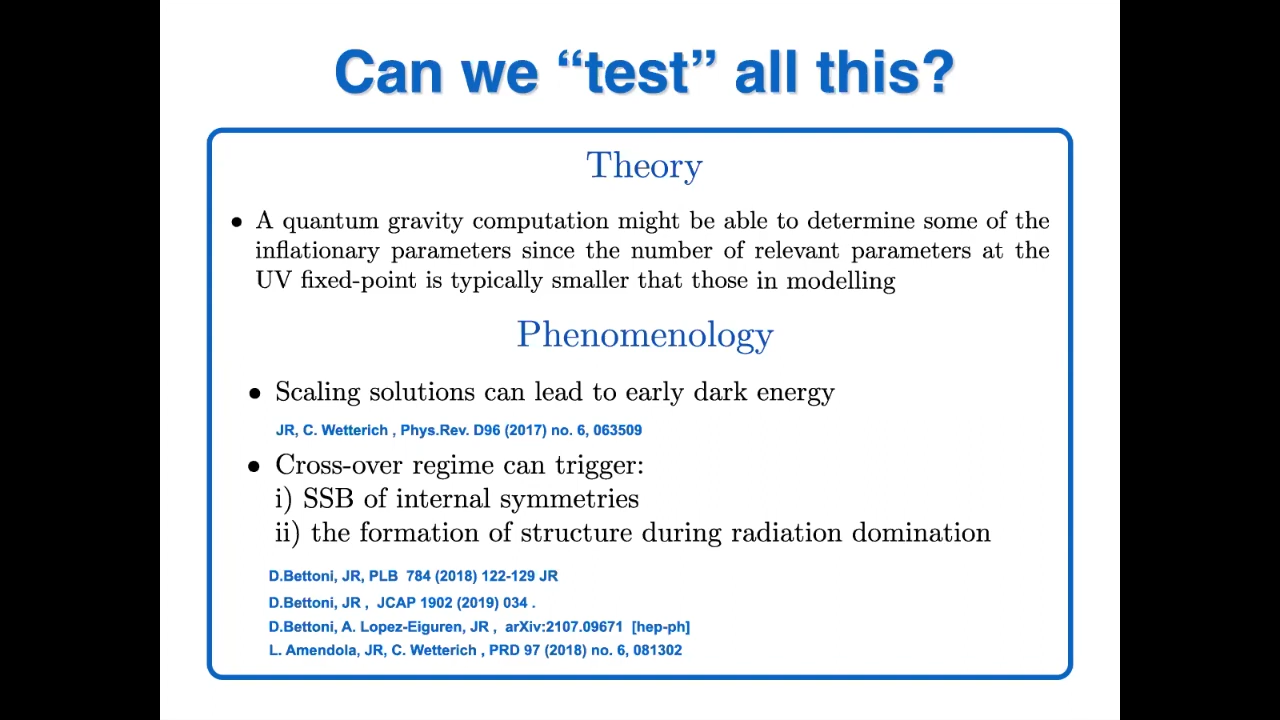 Can we “test” all this?
Theory
• A quantum gravity computation might be able to determine some of the
inflationary parameters since the number of relevant parameters at the
UV fixed-point is typically smaller that those in modelling
Phenomenology
• Scaling solutions can lead to early dark energy
JR, C. Wetterich , Phys.Rev. D96 (2017) no. 6, 063509
• Cross-over regime can trigger:
i) SSB of internal symmetries
ii) the formation of structure during radiation domination
D.Bettoni, JR, PLB 784 (2018) 122-129 JR
D.Bettoni, JR , JCAP 1902 (2019) 034 .
D.Bettoni, A. Lopez-Eiguren, JR , arXiv:2107.09671 [hep-ph]
L. Amendola, JR, C. Wetterich , PRD 97 (2018) no. 6, 081302